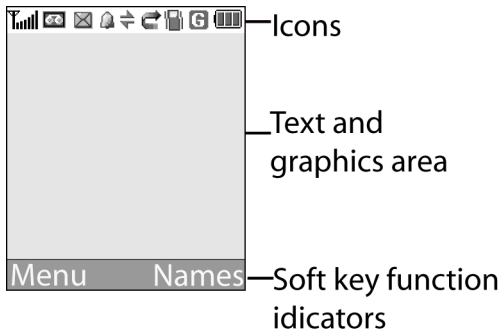 G
Icons
Text and
graphics area
Menu Names
Soft key function
idicators